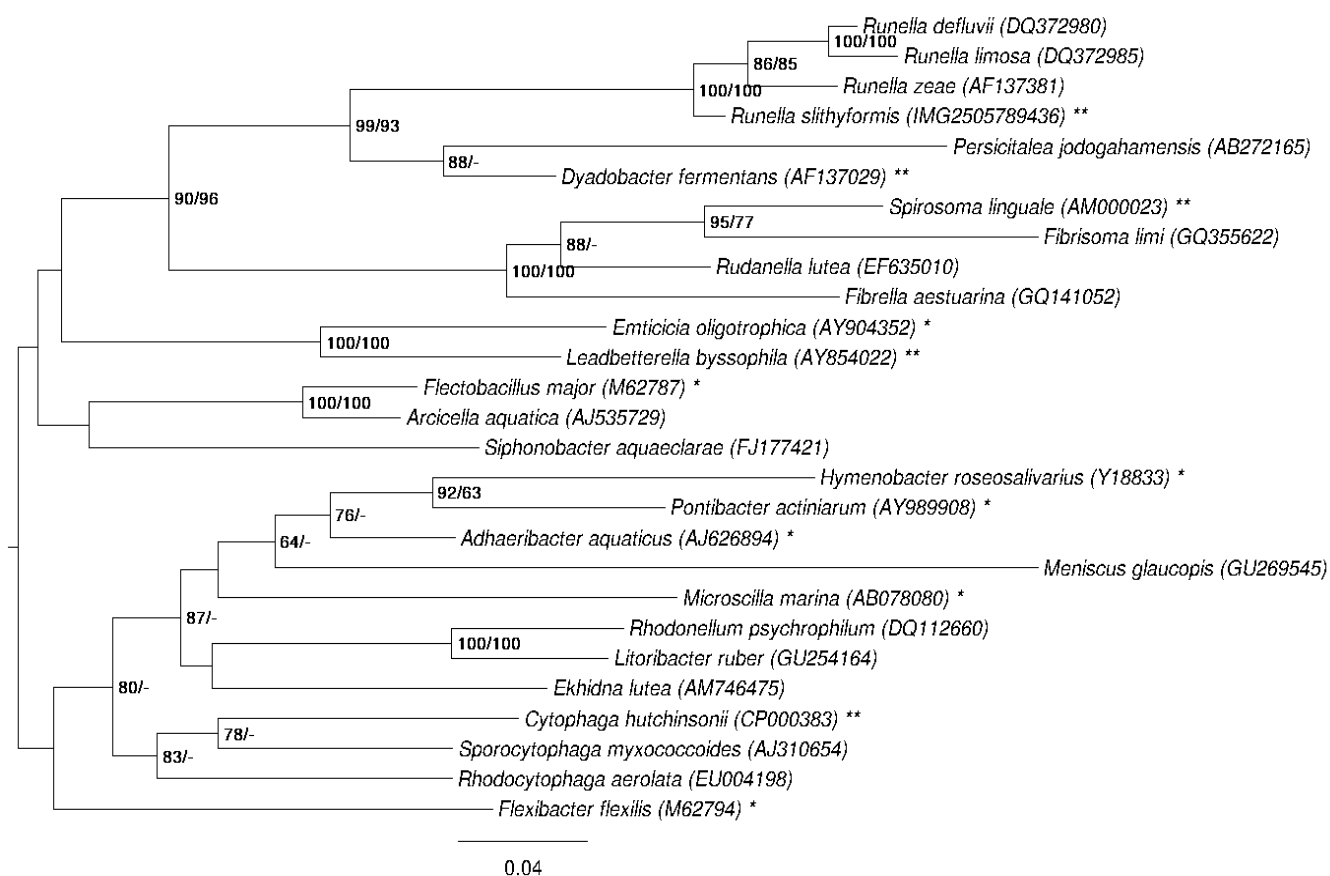 Runella defluvii (DQ372980)
100/100
Runella limosa (DQ372985)
86/85
Runella zeae (AF137381)
100/100
Runella slithyformis (IMG2505789436) **
99/93
Persicitalea jodogahamensis (AB272165)
88/-
Dyadobacter fermentans (AF137029) **
90/96
Spirosoma linguale (AM000023) **
95/77
Fibrisoma limi (GQ355622)
88/-
Rudanella lutea (EF635010)
100/100
Fibrella aestuarina (GQ141052)
Emticicia oligotrophica (AY904352) *
100/100
Leadbetterella byssophila (AY854022) **
Flectobacillus major (M62787) *
100/100
Arcicella aquatica (AJ535729)
Siphonobacter aquaeclarae (FJ177421)
Hymenobacter roseosalivarius (Y18833) *
92/63
Pontibacter actiniarum (AY989908) *
76/-
Adhaeribacter aquaticus (AJ626894) *
64/-
Meniscus glaucopis (GU269545)
Microscilla marina (AB078080) *
87/-
Rhodonellum psychrophilum (DQ112660)
100/100
Litoribacter ruber (GU254164)
Ekhidna lutea (AM746475)
80/-
Cytophaga hutchinsonii (CP000383) **
78/-
Sporocytophaga myxococcoides (AJ310654)
83/-
Rhodocytophaga aerolata (EU004198)
Flexibacter flexilis (M62794) *
0.04